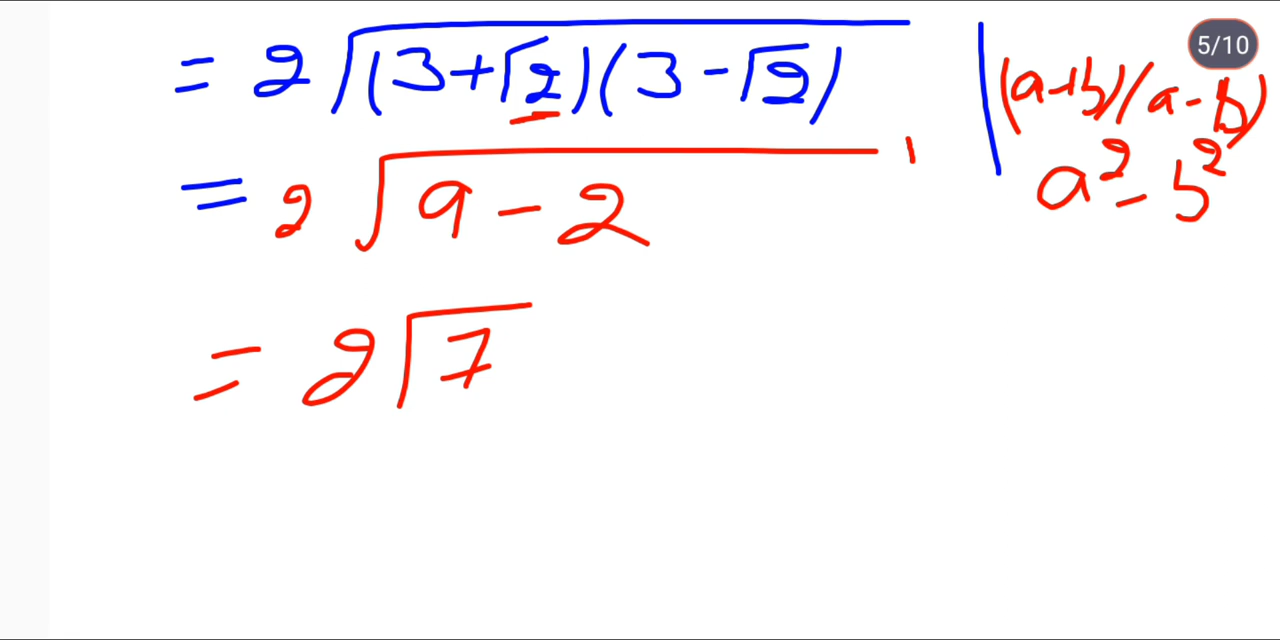 = 2√(3+√2)(3-√2)
= 2√9-2
= 2√7
5/10
(a+b)(a-b)
a²-b²